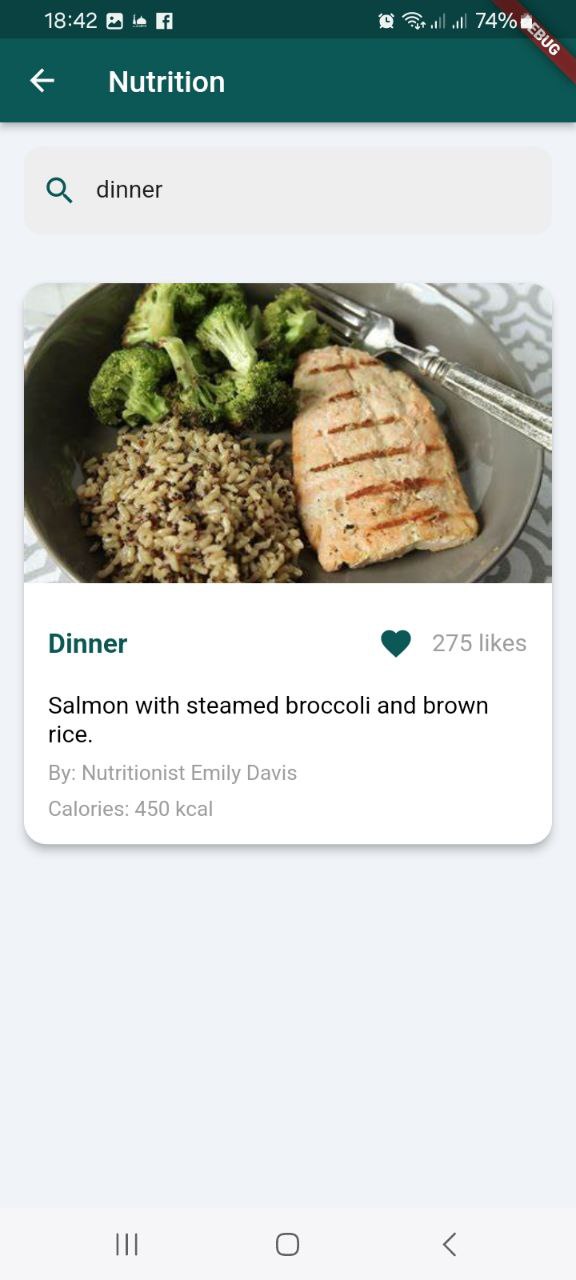 18:42 74%
DEBUG
Nutrition
dinner
Dinner
275 likes
Salmon with steamed broccoli and brown
rice.
By: Nutritionist Emily Davis
Calories: 450 kcal